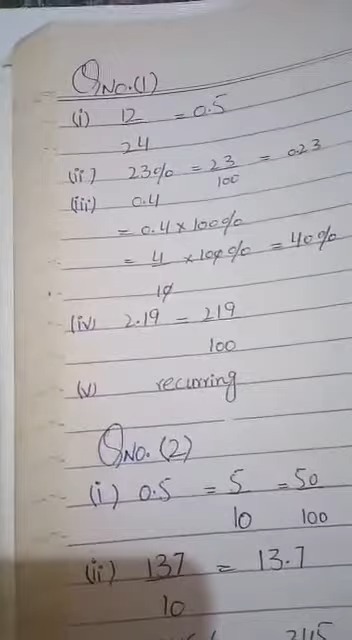 QNO.(1)
(i) 12/24 = 0.5
(ii) 23% = 23/100 = 0.23
(iii) 0.4
= 0.4 x 100%
= 4/10 x 100% = 40%
(iv) 2.19 = 219/100
(v) recurring
QNO.(2)
(i) 0.5 = 5/10 = 50/100
(ii) 137/10 = 13.7